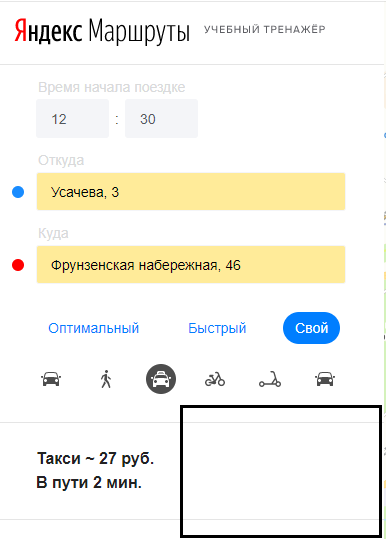 Яндекс Маршруты УЧЕБНЫЙ ТРЕНАЖЁР
Время начала поездке
12 : 30
Откуда
Усачева, 3
Куда
Фрунзенская набережная, 46
Оптимальный Быстрый Свой
Такси ~ 27 руб.
В пути 2 мин.